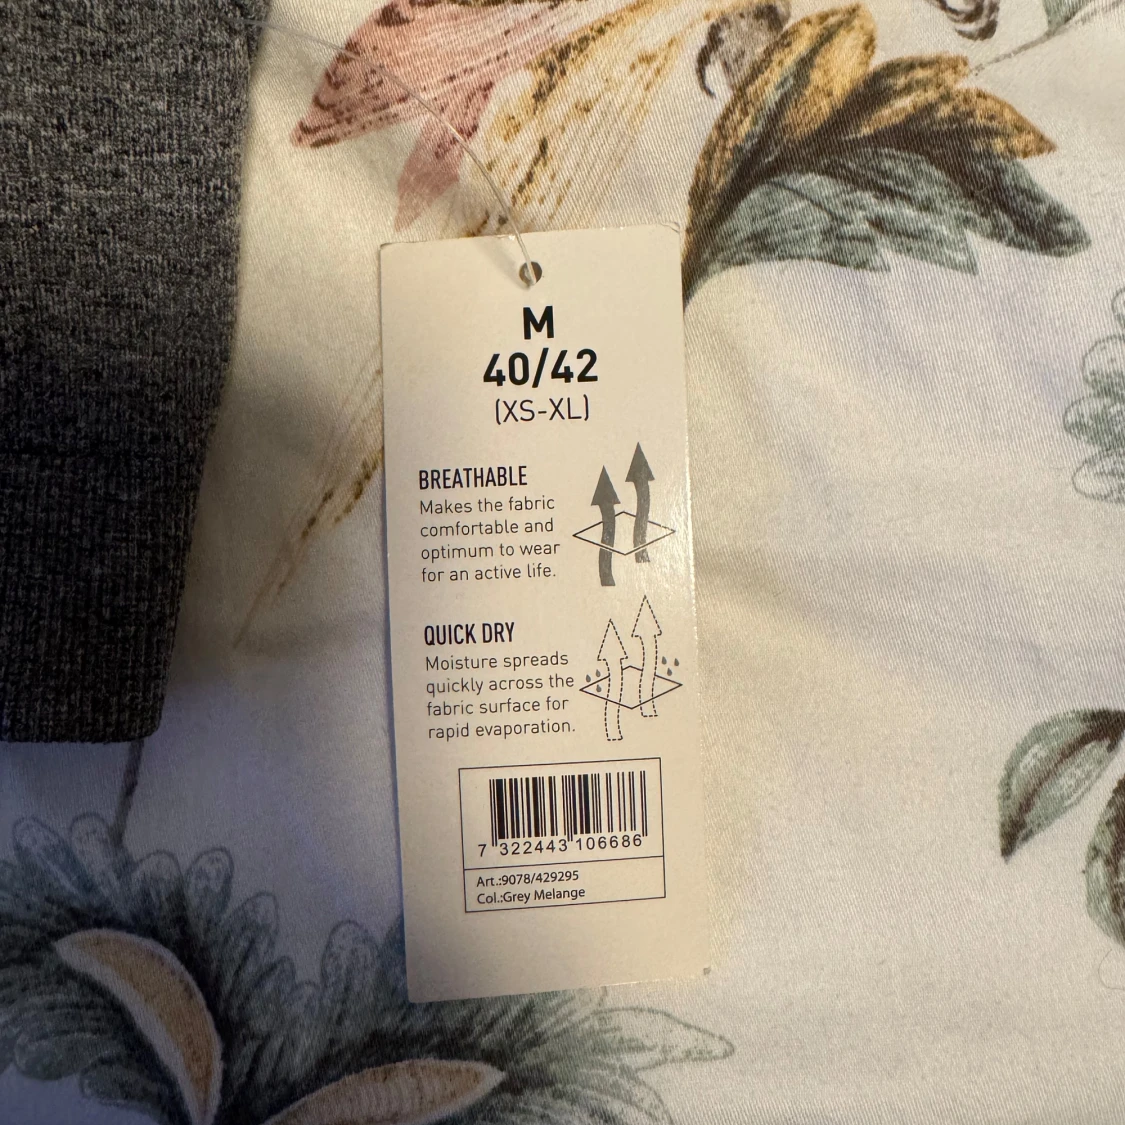 M
40/42
(XS-XL)
BREATHABLE
Makes the fabric
comfortable and
optimum to wear
for an active life.
QUICK DRY
Moisture spreads
quickly across the
fabric surface for
rapid evaporation.
7 322443 106686
Art.:9078/429295
Col.:Grey Melange